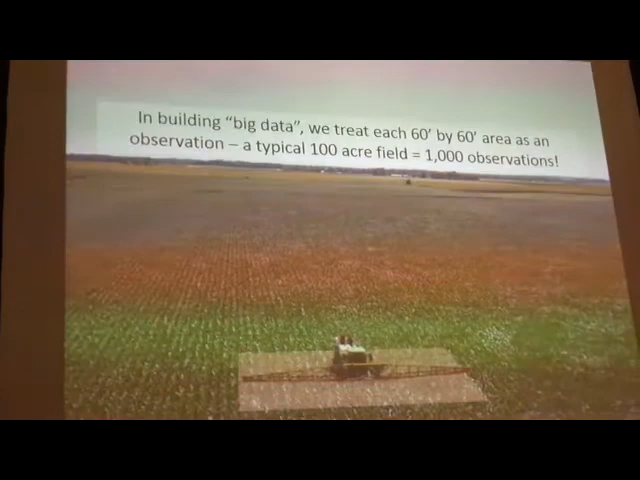 In building “big data”, we treat each 60’ by 60’ area as an
observation – a typical 100 acre field = 1,000 observations!